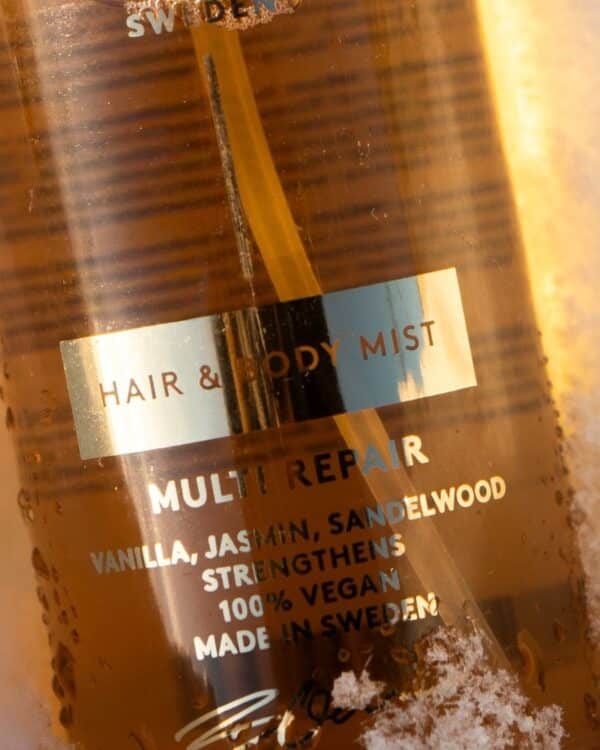 SWEDEN
HAIR & BODY MIST
MULTI REPAIR
VANILLA, JASMIN, SANDELWOOD
STRENGTHENS
100% VEGAN
MADE IN SWEDEN